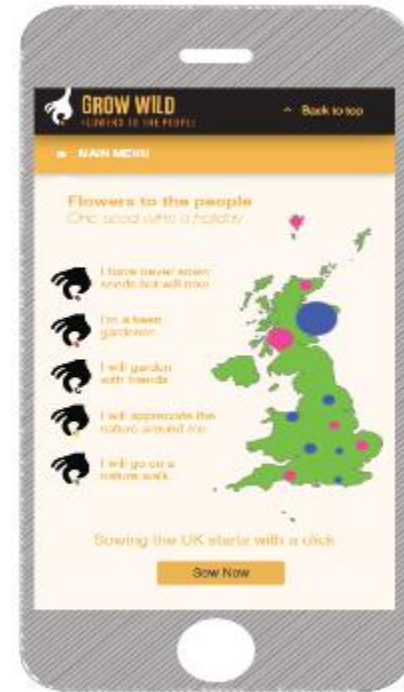 GROW WILD
FLOWERS TO THE PEOPLE
^ Back to top
MAIN MENU
Flowers to the people
One seed wins a holiday
I have never sown
seeds but will now
I'm a keen
gardener
I will garden
with friends
I will appreciate the
nature around me
I will go on a
nature walk
Sowing the UK starts with a click
Sow Now